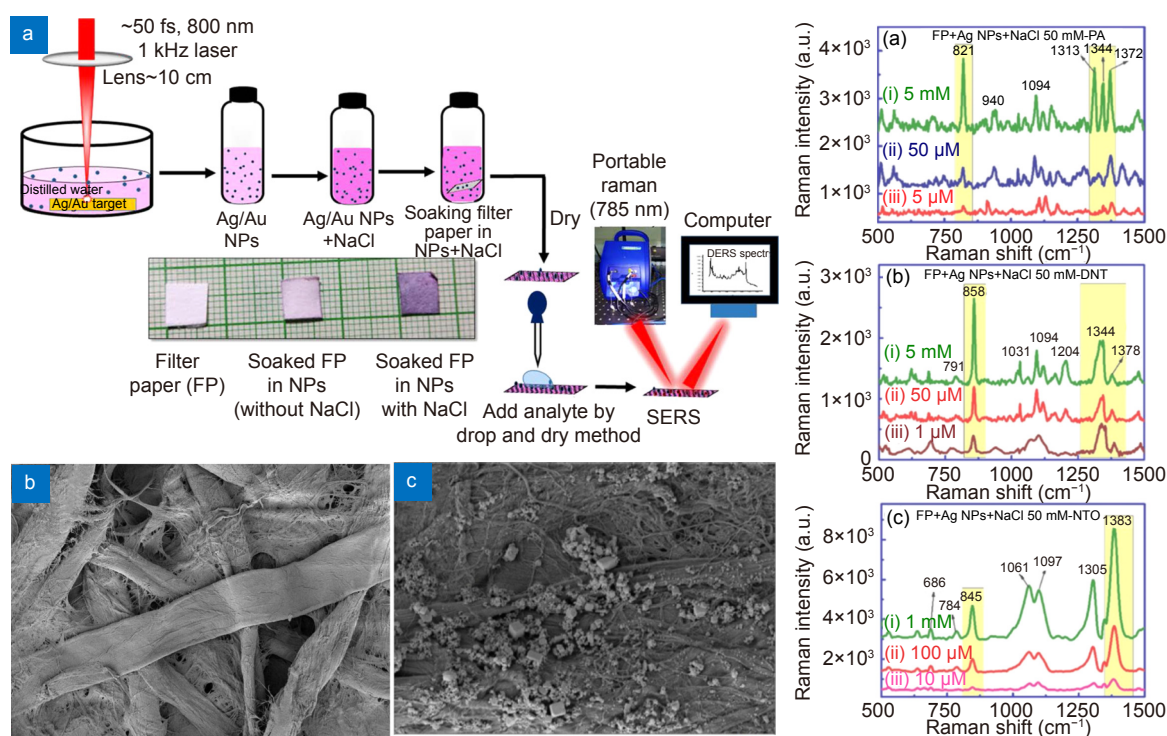 a
~50 fs, 800 nm
1 kHz laser
Lens~10 cm
Distilled water
Ag/Au target
Ag/Au
NPs
Ag/Au NPs
+NaCl
Soaking filter
paper in
NPs+NaCl
Dry
Portable
raman
(785 nm)
Computer
DERS spectr
Filter
paper (FP)
Soaked FP
in NPs
(without NaCl)
Soaked FP
in NPs
with NaCl
Add analyte by
drop and dry method
SERS
b
c
(a)
FP+Ag NPs+NaCl 50 mM-PA
821
1313
1344
1372
940
1094
(i) 5 mM
(ii) 50 μM
(iii) 5 μM
4×10³
3×10³
2×10³
1×10³
Raman intensity (a.u.)
500 750 1000 1250 1500
Raman shift (cm⁻¹)
(b)
FP+Ag NPs+NaCl 50 mM-DNT
858
791
1031
1094
1204
1344
1378
(i) 5 mM
(ii) 50 μM
(iii) 1 μM
3×10³
2×10³
1×10³
0
Raman intensity (a.u.)
500 750 1000 1250 1500
Raman shift (cm⁻¹)
(c)
FP+Ag NPs+NaCl 50 mM-NTO
1383
686
784
845
1061
1097
1305
(i) 1 mM
(ii) 100 μM
(iii) 10 μM
8×10³
6×10³
4×10³
2×10³
Raman intensity (a.u.)
500 750 1000 1250 1500
Raman shift (cm⁻¹)